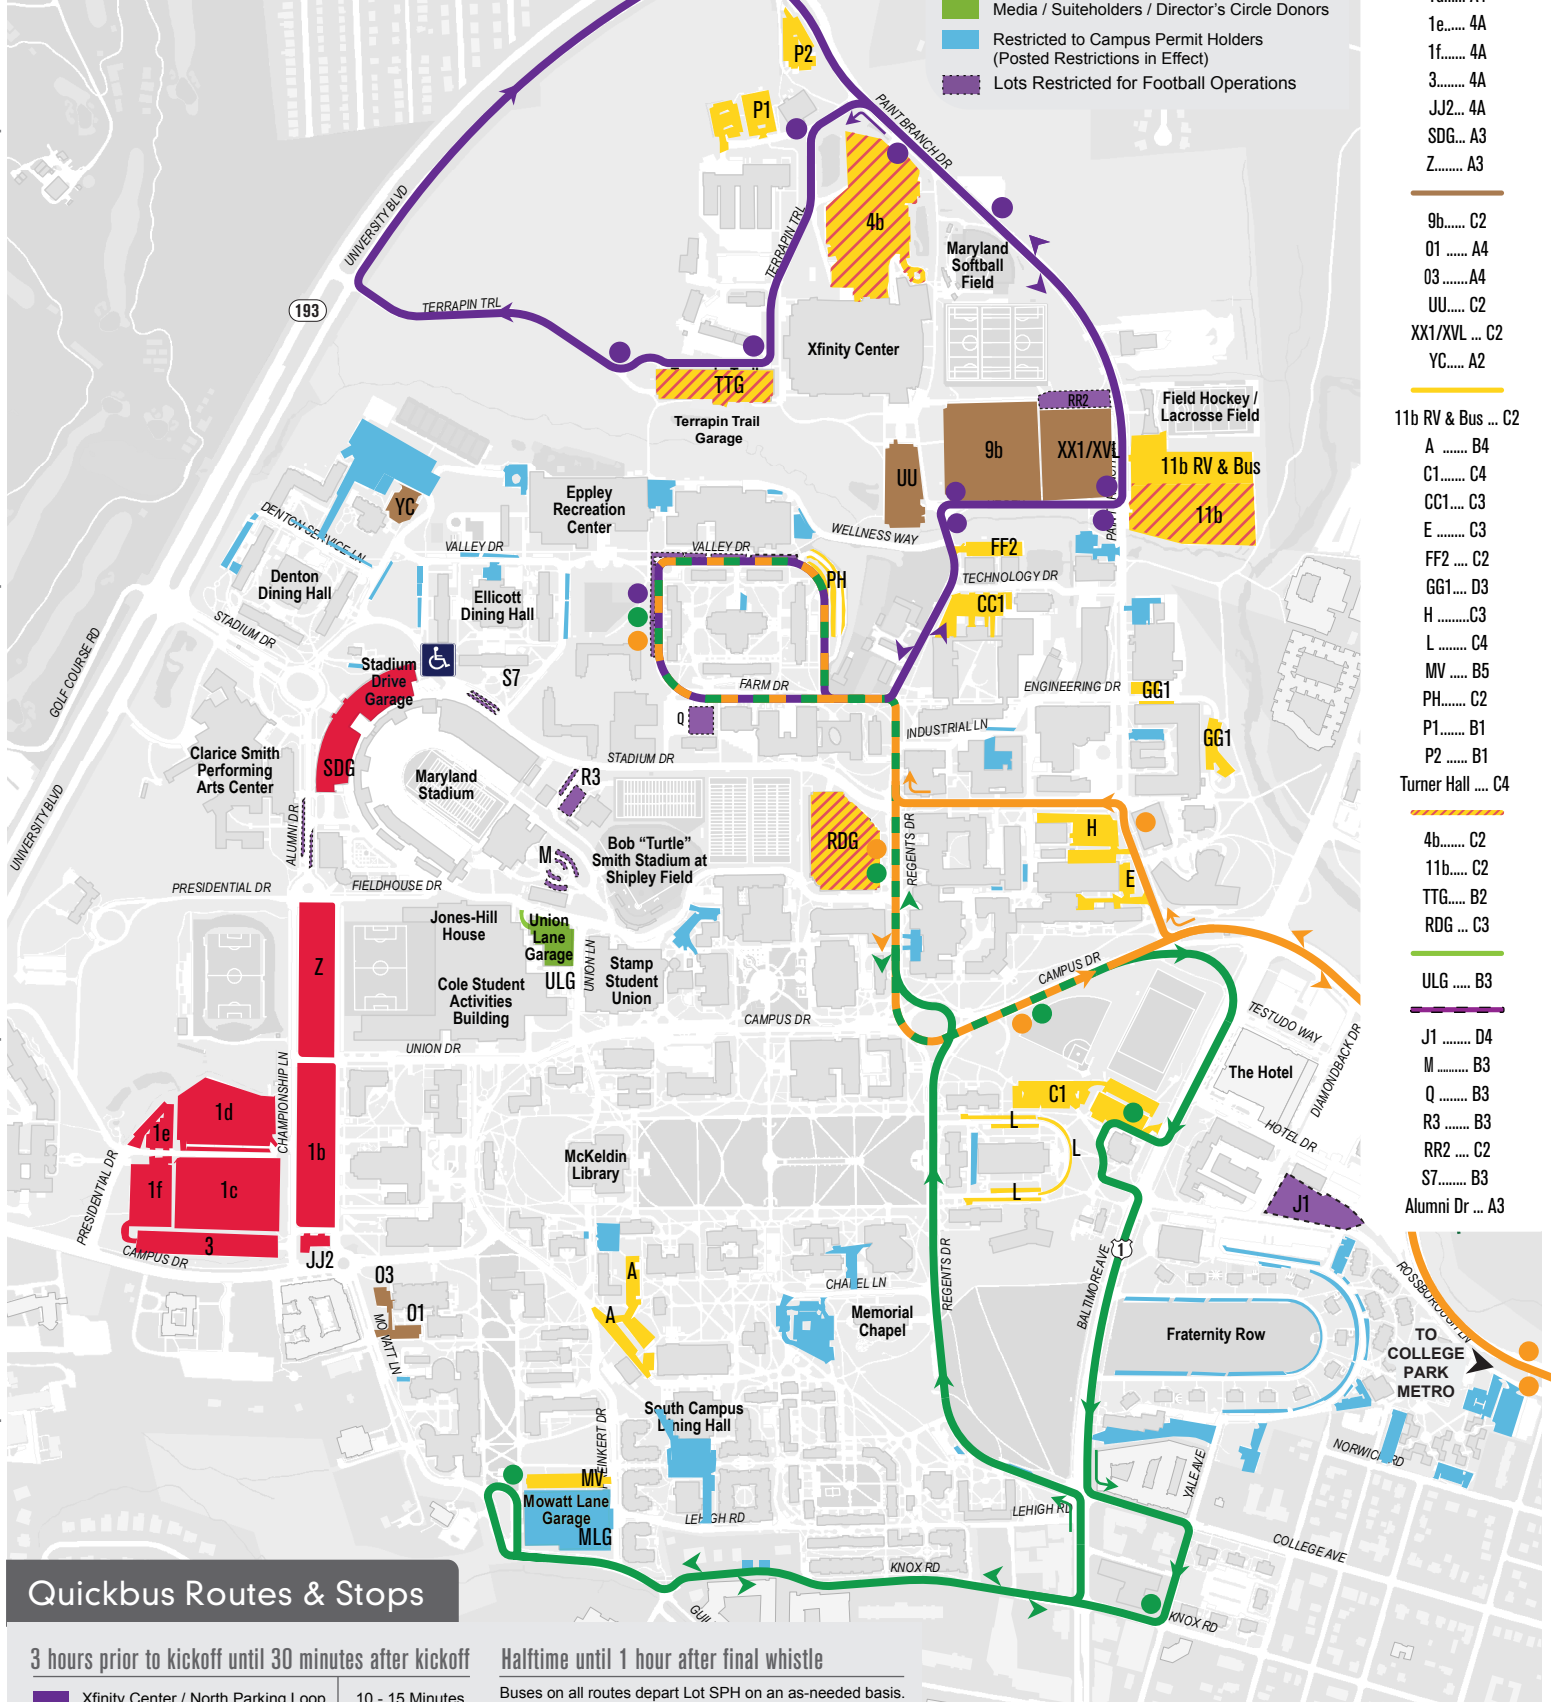 Media / Suiteholders / Director's Circle Donors
Restricted to Campus Permit Holders
(Posted Restrictions in Effect)
Lots Restricted for Football Operations
1e...... 4A
1f....... 4A
3........ 4A
JJ2... 4A
SDG... A3
Z........ A3
9b...... C2
01 ...... A4
03 .......A4
UU..... C2
XX1/XVL ... C2
YC..... A2
11b RV & Bus ... C2
A ....... B4
C1....... C4
CC1.... C3
E ........ C3
FF2 .... C2
GG1.... D3
H .........C3
L ........ C4
MV ..... B5
PH....... C2
P1....... B1
P2 ...... B1
Turner Hall .... C4
4b....... C2
11b..... C2
TTG..... B2
RDG ... C3
ULG ..... B3
J1 ........ D4
M .......... B3
Q ........ B3
R3 ....... B3
RR2 .... C2
S7........ B3
Alumni Dr ... A3
P2
P1
PAINT BRANCH DR
UNIVERSITY BLVD
4b
TERRAPIN TRL
Maryland
Softball
Field
193
TERRAPIN TRL
Xfinity Center
TTG
Terrapin Trail
Garage
RR2
Field Hockey /
Lacrosse Field
9b
XX1/XVL
11b RV & Bus
11b
UU
YC
Eppley
Recreation
Center
DENTON SERVICE LN
VALLEY DR
VALLEY DR
WELLNESS WAY
FF2
TECHNOLOGY DR
PH
CC1
Denton
Dining Hall
Ellicott
Dining Hall
STADIUM DR
GOLF COURSE RD
Stadium
Drive
Garage
S7
FARM DR
ENGINEERING DR
GG1
GG1
Q
INDUSTRIAL LN
STADIUM DR
Clarice Smith
Performing
Arts Center
SDG
Maryland
Stadium
R3
UNIVERSITY BLVD
ALUMNI DR
M
Bob “Turtle”
Smith Stadium at
Shipley Field
RDG
REGENTS DR
H
E
PRESIDENTIAL DR
FIELDHOUSE DR
Jones-Hill
House
Union
Lane
Garage
ULG
UNION LN
Stamp
Student
Union
Z
Cole Student
Activities
Building
CAMPUS DR
CAMPUS DR
TESTUDO WAY
DIAMONDBACK DR
UNION DR
The Hotel
HOTEL DR
C1
L
L
L
1d
1e
CHAMPIONSHIP LN
1b
1f
1c
3
PRESIDENTIAL DR
CAMPUS DR
JJ2
McKeldin
Library
J1
1
03
01
MOWATT LN
A
A
CHAPEL LN
Memorial
Chapel
REGENTS DR
BALTIMORE AVE
Fraternity Row
ROSSBOROUGH LN
TO
COLLEGE
PARK
METRO
South Campus
Dining Hall
MV
Mowatt Lane
Garage
MLG
LEHIGH RD
LEHIGH RD
YALE AVE
NORWICH RD
COLLEGE AVE
KNOX RD
KNOX RD
Quickbus Routes & Stops
3 hours prior to kickoff until 30 minutes after kickoff
Halftime until 1 hour after final whistle
Xfinity Center / North Parking Loop
10 - 15 Minutes
Buses on all routes depart Lot SPH on an as-needed basis.